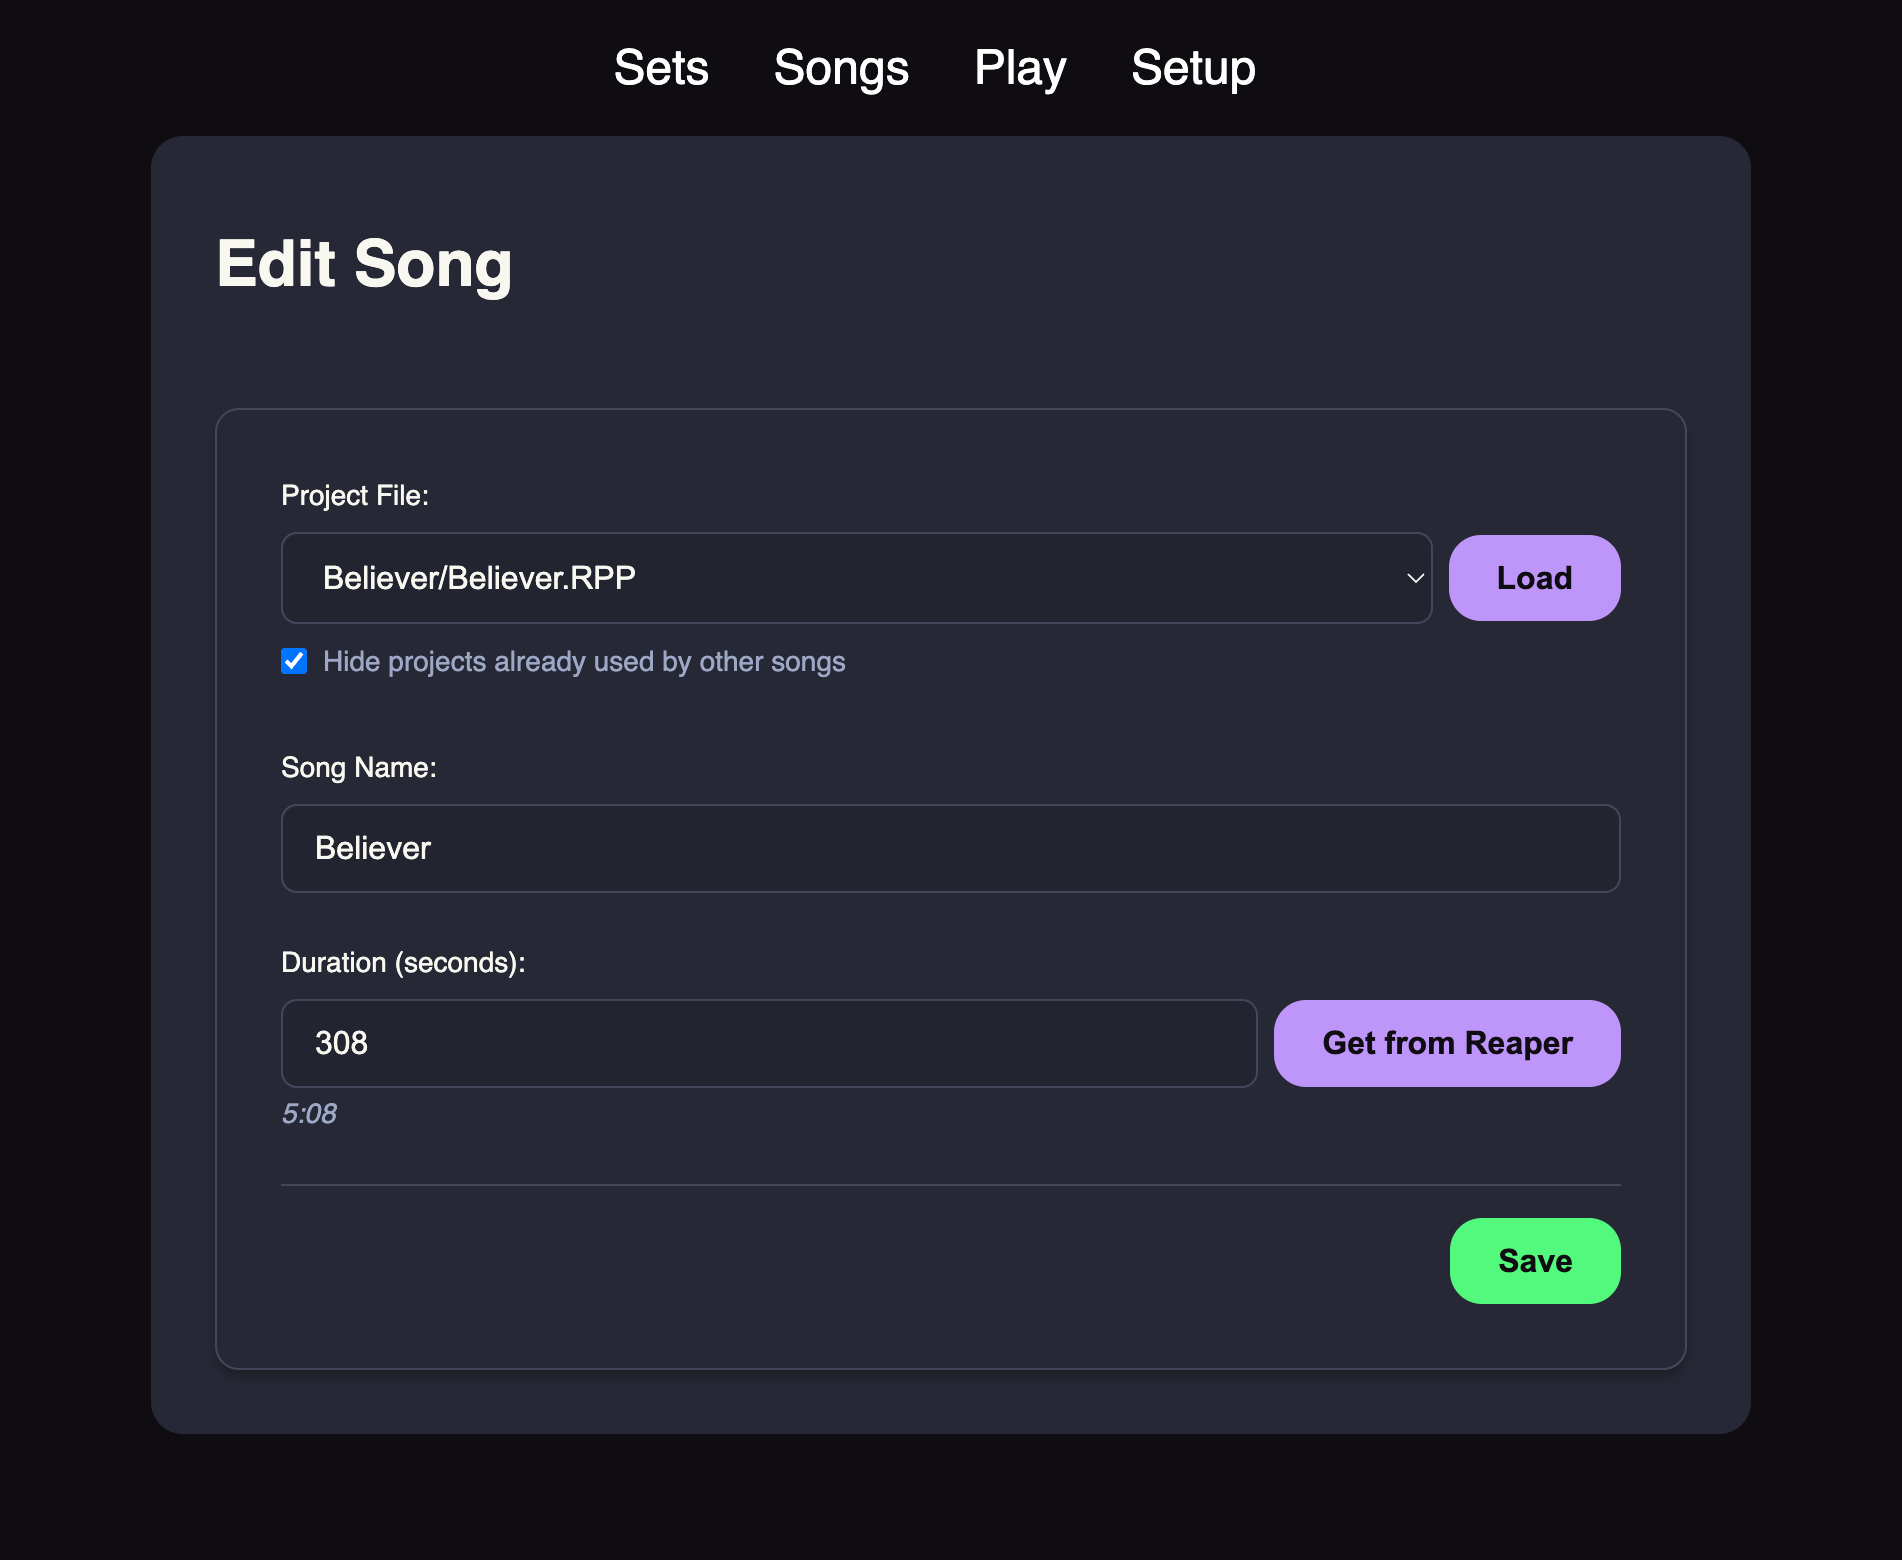 Sets Songs Play Setup
Edit Song
Project File:
Believer/Believer.RPP
Load
Hide projects already used by other songs
Song Name:
Believer
Duration (seconds):
308
Get from Reaper
5:08
Save